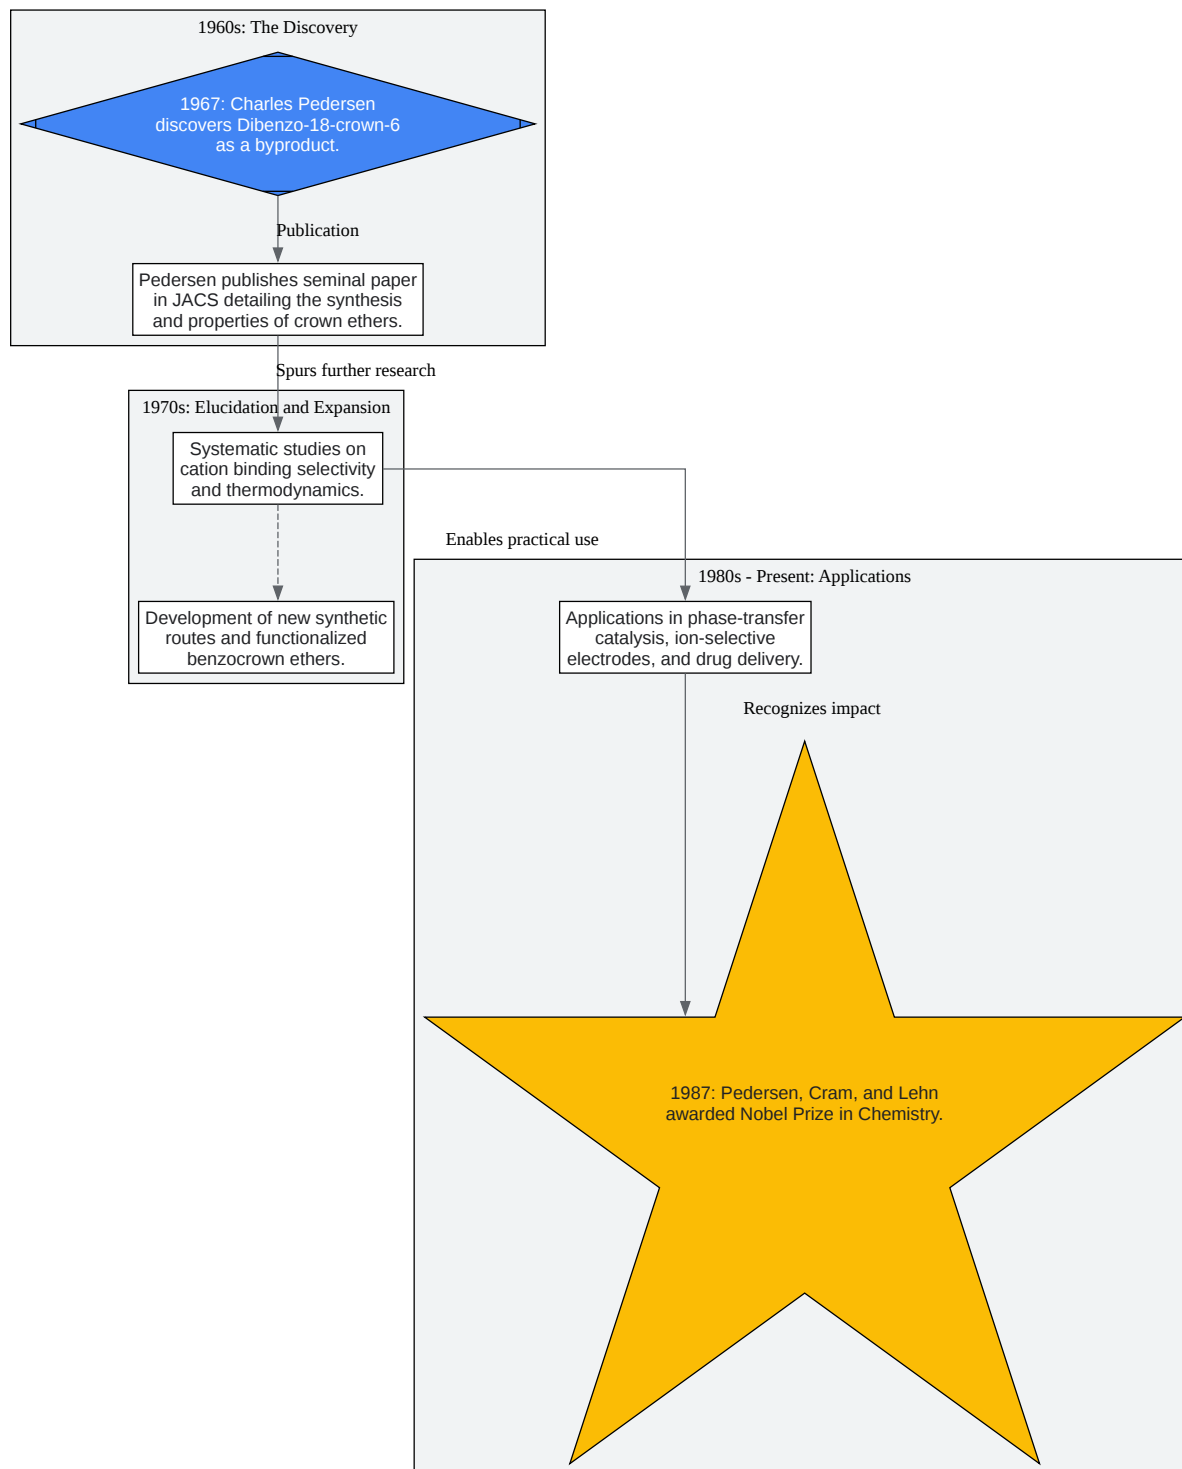 1960s: The Discovery
1967: Charles Pedersen
discovers Dibenzo-18-crown-6
as a byproduct.
Publication
Pedersen publishes seminal paper
in JACS detailing the synthesis
and properties of crown ethers.
Spurs further research
1970s: Elucidation and Expansion
Systematic studies on
cation binding selectivity
and thermodynamics.
Enables practical use
1980s - Present: Applications
Development of new synthetic
routes and functionalized
benzocrown ethers.
Applications in phase-transfer
catalysis, ion-selective
electrodes, and drug delivery.
Recognizes impact
1987: Pedersen, Cram, and Lehn
awarded Nobel Prize in Chemistry.